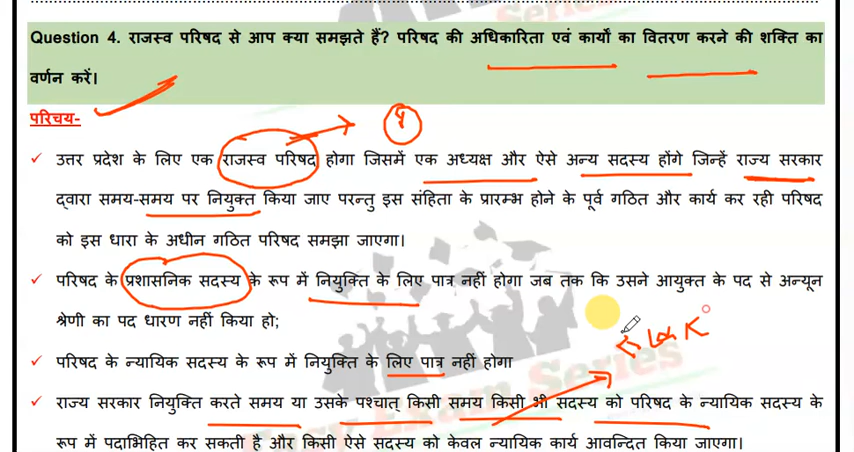 Question 4. राजस्व परिषद से आप क्या समझते हैं? परिषद की अधिकारिता एवं कार्यों का वितरण करने की शक्ति का
वर्णन करें।
परिचय-
उत्तर प्रदेश के लिए एक राजस्व परिषद होगा जिसमें एक अध्यक्ष और ऐसे अन्य सदस्य होंगे जिन्हें राज्य सरकार
द्वारा समय-समय पर नियुक्त किया जाए परन्तु इस संहिता के प्रारम्भ होने के पूर्व गठित और कार्य कर रही परिषद
को इस धारा के अधीन गठित परिषद समझा जाएगा।
परिषद के प्रशासनिक सदस्य के रूप में नियुक्ति के लिए पात्र नहीं होगा जब तक कि उसने आयुक्त के पद से अन्यून
श्रेणी का पद धारण नहीं किया हो;
परिषद के न्यायिक सदस्य के रूप में नियुक्ति के लिए पात्र नहीं होगा
राज्य सरकार नियुक्ति करते समय या उसके पश्चात् किसी समय किसी भी सदस्य को परिषद के न्यायिक सदस्य के
रूप में पदाभिहित कर सकती है और किसी ऐसे सदस्य को केवल न्यायिक कार्य आवन्दित किया जाएगा।
Easy Exam Series